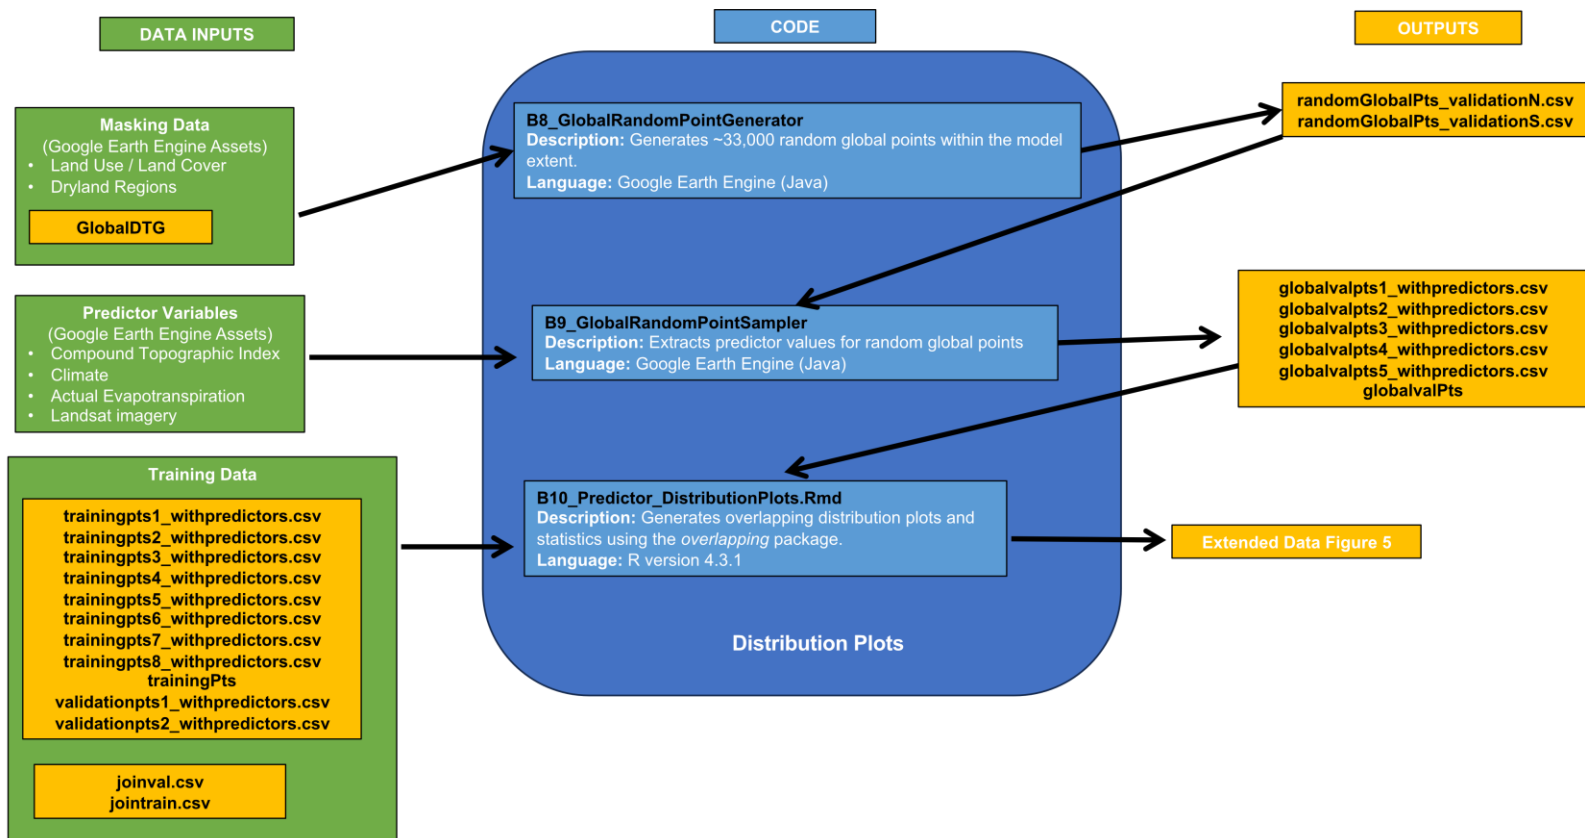 DATA INPUTS
CODE
OUTPUTS
Masking Data
(Google Earth Engine Assets)
• Land Use / Land Cover
• Dryland Regions
GlobalDTG
B8_GlobalRandomPointGenerator
Description: Generates ~33,000 random global points within the model
extent.
Language: Google Earth Engine (Java)
randomGlobalPts_validationN.csv
randomGlobalPts_validationS.csv
Predictor Variables
(Google Earth Engine Assets)
• Compound Topographic Index
• Climate
• Actual Evapotranspiration
• Landsat imagery
B9_GlobalRandomPointSampler
Description: Extracts predictor values for random global points
Language: Google Earth Engine (Java)
globalvalpts1_withpredictors.csv
globalvalpts2_withpredictors.csv
globalvalpts3_withpredictors.csv
globalvalpts4_withpredictors.csv
globalvalpts5_withpredictors.csv
globalvalPts
Training Data
trainingpts1_withpredictors.csv
trainingpts2_withpredictors.csv
trainingpts3_withpredictors.csv
trainingpts4_withpredictors.csv
trainingpts5_withpredictors.csv
trainingpts6_withpredictors.csv
trainingpts7_withpredictors.csv
trainingpts8_withpredictors.csv
trainingPts
validationpts1_withpredictors.csv
validationpts2_withpredictors.csv
joinval.csv
jointrain.csv
B10_Predictor_DistributionPlots.Rmd
Description: Generates overlapping distribution plots and
statistics using the overlapping package.
Language: R version 4.3.1
Extended Data Figure 5
Distribution Plots